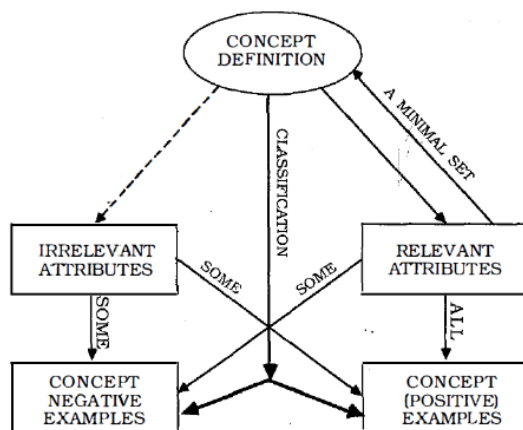 CONCEPT
DEFINITION
A MINIMAL SET
CLASSIFICATION
IRRELEVANT
ATTRIBUTES
RELEVANT
ATTRIBUTES
SOME
SOME
SOME
ALL
CONCEPT
NEGATIVE
EXAMPLES
CONCEPT
(POSITIVE)
EXAMPLES